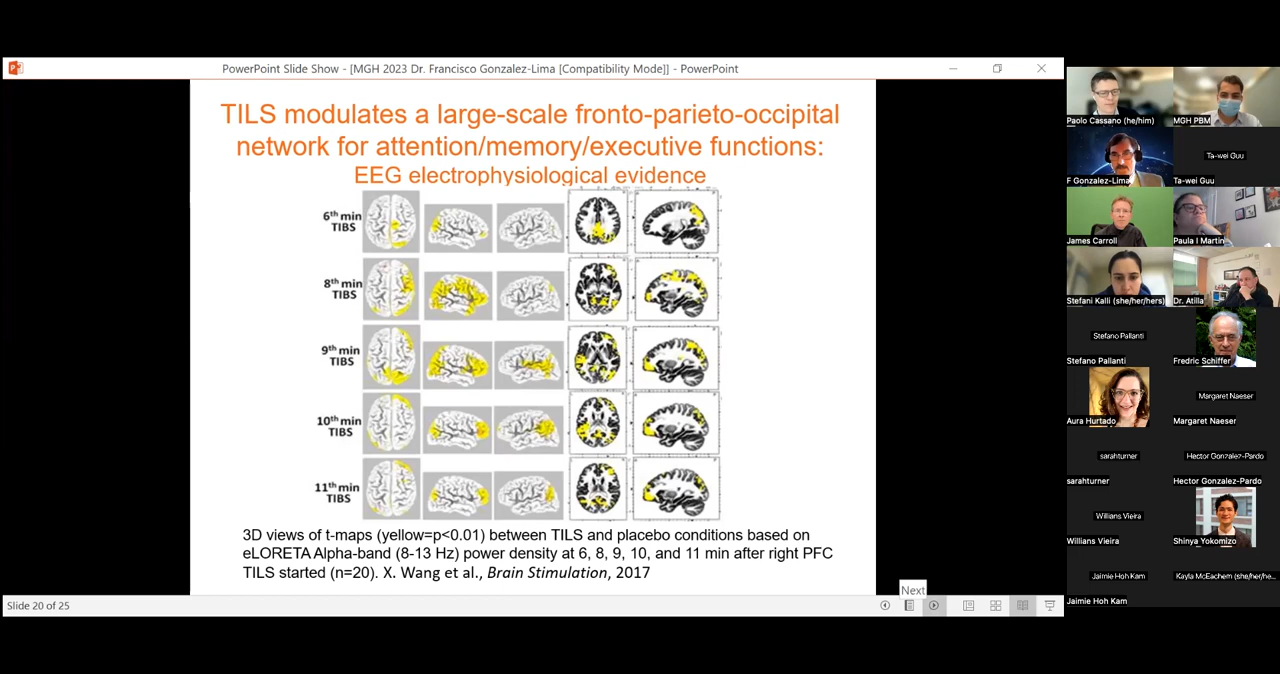 PowerPoint Slide Show - [MGH 2023 Dr. Francisco Gonzalez-Lima [Compatibility Mode]] - PowerPoint
TILS modulates a large-scale fronto-parieto-occipital
network for attention/memory/executive functions:
EEG electrophysiological evidence
6th min
TIBS
8th min
TIBS
9th min
TIBS
10th min
TIBS
11th min
TIBS
3D views of t-maps (yellow=p<0.01) between TILS and placebo conditions based on
eLORETA Alpha-band (8-13 Hz) power density at 6, 8, 9, 10, and 11 min after right PFC
TILS started (n=20). X. Wang et al., Brain Stimulation, 2017
Next
Slide 20 of 25
Paolo Cassano (he/him)
MGH PBM
F Gonzalez-Lima
Ta-wei Guu
Ta-wei Guu
James Carroll
Paula I Martin
Stefani Kalli (she/her/hers)
Dr. Atilla
Stefano Pallanti
Stefano Pallanti
Fredric Schiffer
Aura Hurtado
Margaret Naeser
Margaret Naeser
sarahturner
sarahturner
Hector Gonzalez-Pardo
Hector Gonzalez-Pardo
Willians Vieira
Willians Vieira
Shinya Yokomizo
Jaimie Hoh Kam
Jaimie Hoh Kam
Kayla McEachern (she/her/he...